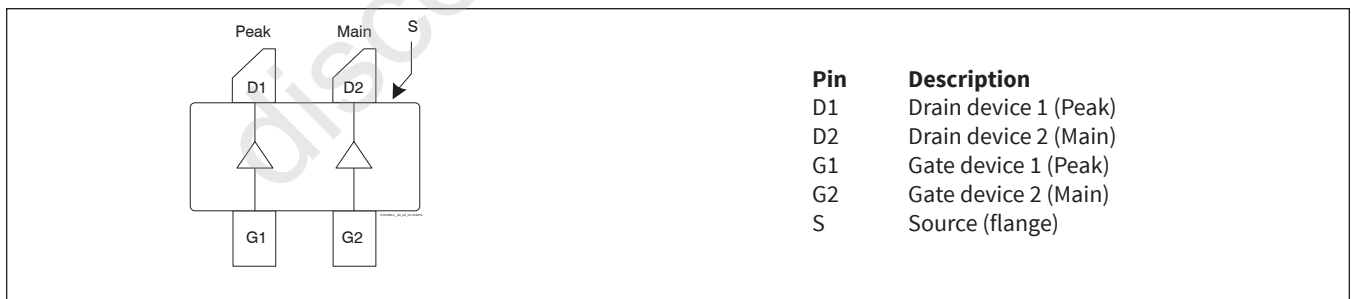 Peak Main S
D1 D2
G1 G2
Pin Description
D1 Drain device 1 (Peak)
D2 Drain device 2 (Main)
G1 Gate device 1 (Peak)
G2 Gate device 2 (Main)
S Source (flange)
disco